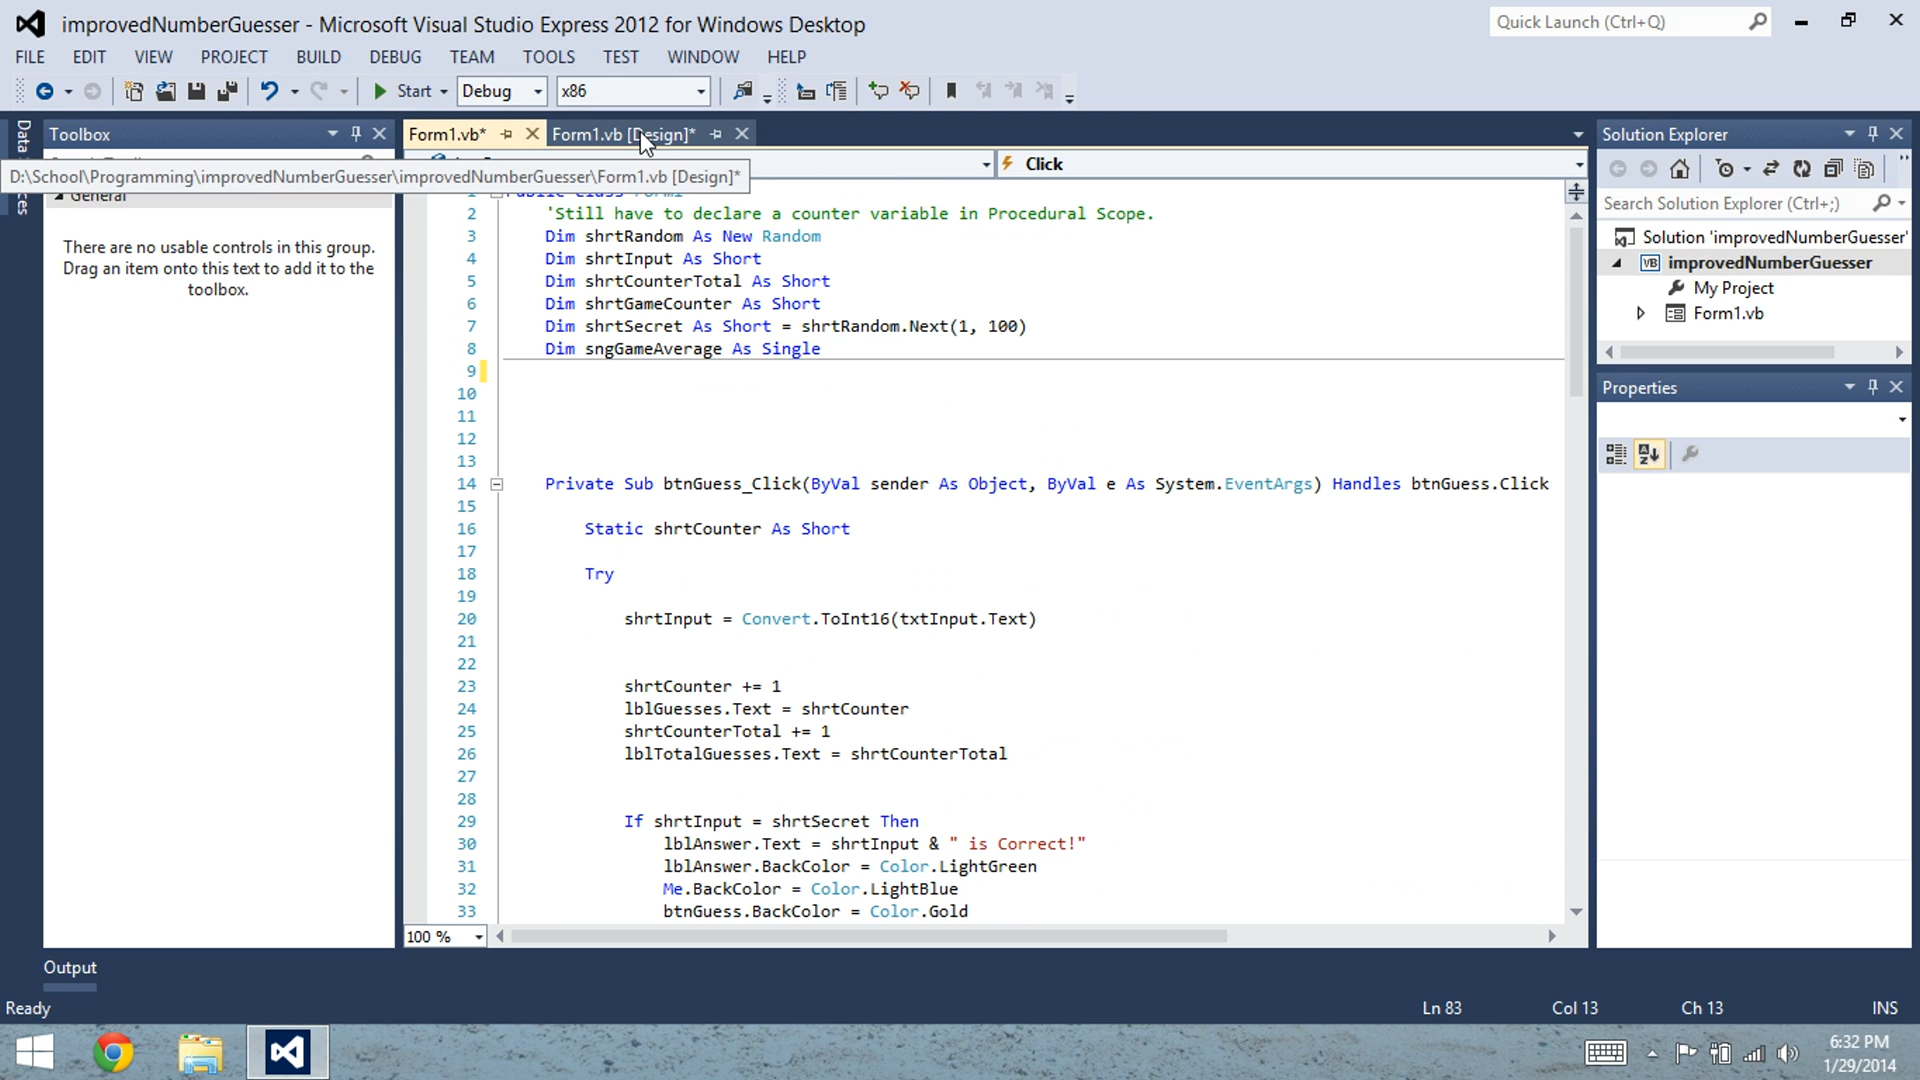 improvedNumberGuesser - Microsoft Visual Studio Express 2012 for Windows Desktop
Quick Launch (Ctrl+Q)
FILE EDIT VIEW PROJECT BUILD DEBUG TEAM TOOLS TEST WINDOW HELP
Start Debug x86
Toolbox
Form1.vb* Form1.vb [Design]*
Solution Explorer
Click
D:\School\Programming\improvedNumberGuesser\improvedNumberGuesser\Form1.vb [Design]*
General
There are no usable controls in this group.
Drag an item onto this text to add it to the
toolbox.
2 'Still have to declare a counter variable in Procedural Scope.
3 Dim shrtRandom As New Random
4 Dim shrtInput As Short
5 Dim shrtCounterTotal As Short
6 Dim shrtGameCounter As Short
7 Dim shrtSecret As Short = shrtRandom.Next(1, 100)
8 Dim sngGameAverage As Single
9
10
11
12
13
14 Private Sub btnGuess_Click(ByVal sender As Object, ByVal e As System.EventArgs) Handles btnGuess.Click
15
16 Static shrtCounter As Short
17
18 Try
19
20 shrtInput = Convert.ToInt16(txtInput.Text)
21
22
23 shrtCounter += 1
24 lblGuesses.Text = shrtCounter
25 shrtCounterTotal += 1
26 lblTotalGuesses.Text = shrtCounterTotal
27
28
29 If shrtInput = shrtSecret Then
30 lblAnswer.Text = shrtInput & " is Correct!"
31 lblAnswer.BackColor = Color.LightGreen
32 Me.BackColor = Color.LightBlue
33 btnGuess.BackColor = Color.Gold
100 %
Search Solution Explorer (Ctrl+;)
Solution 'improvedNumberGuesser'
VB improvedNumberGuesser
My Project
Form1.vb
Properties
Output
Ready
Ln 83 Col 13 Ch 13 INS
6:32 PM
1/29/2014